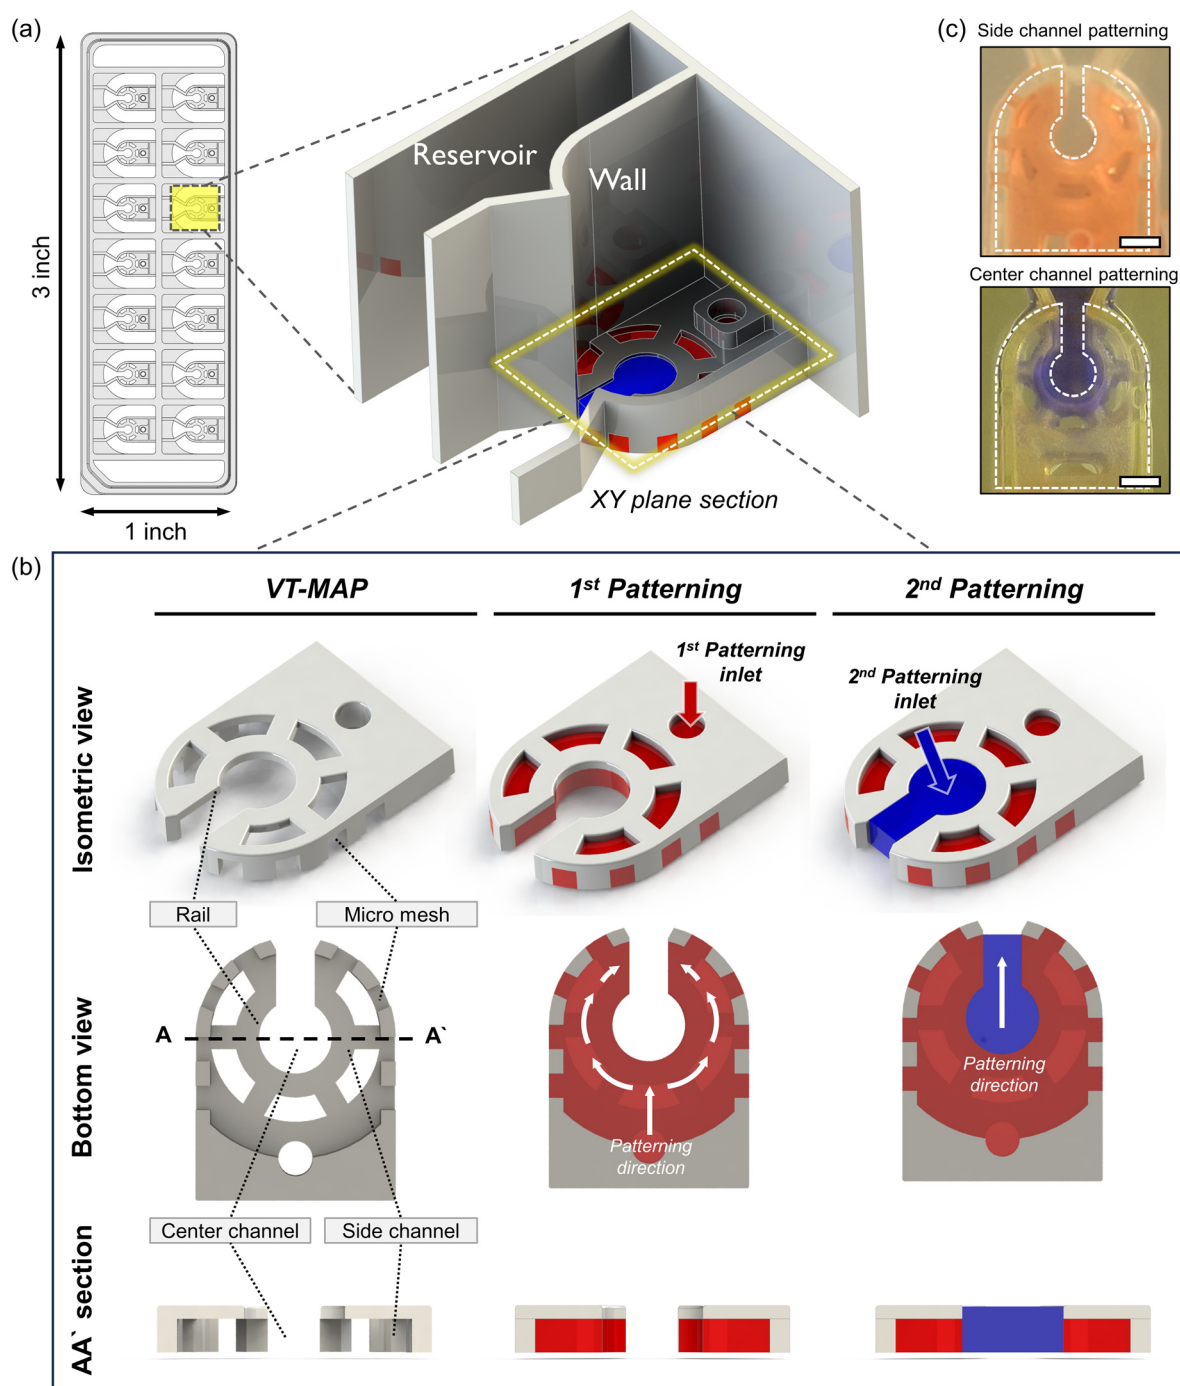 (a)
3 inch
1 inch
Reservoir
Wall
XY plane section
(c)
Side channel patterning
Center channel patterning
(b)
VT-MAP
1st Patterning
2nd Patterning
Isometric view
1st Patterning
inlet
2nd Patterning
inlet
Rail
Micro mesh
Bottom view
A
A`
Patterning
direction
Patterning
direction
Center channel
Side channel
AA` section